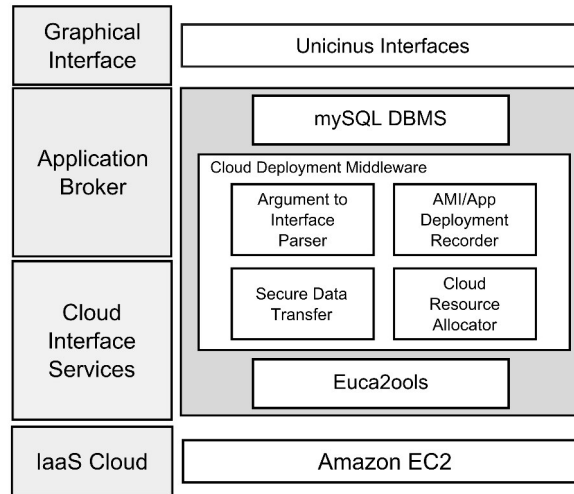 Graphical
Interface
Unicinus Interfaces
Application
Broker
mySQL DBMS
Cloud Deployment Middleware
Argument to
Interface
Parser
AMI/App
Deployment
Recorder
Cloud
Interface
Services
Secure Data
Transfer
Cloud
Resource
Allocator
Euca2ools
IaaS Cloud
Amazon EC2